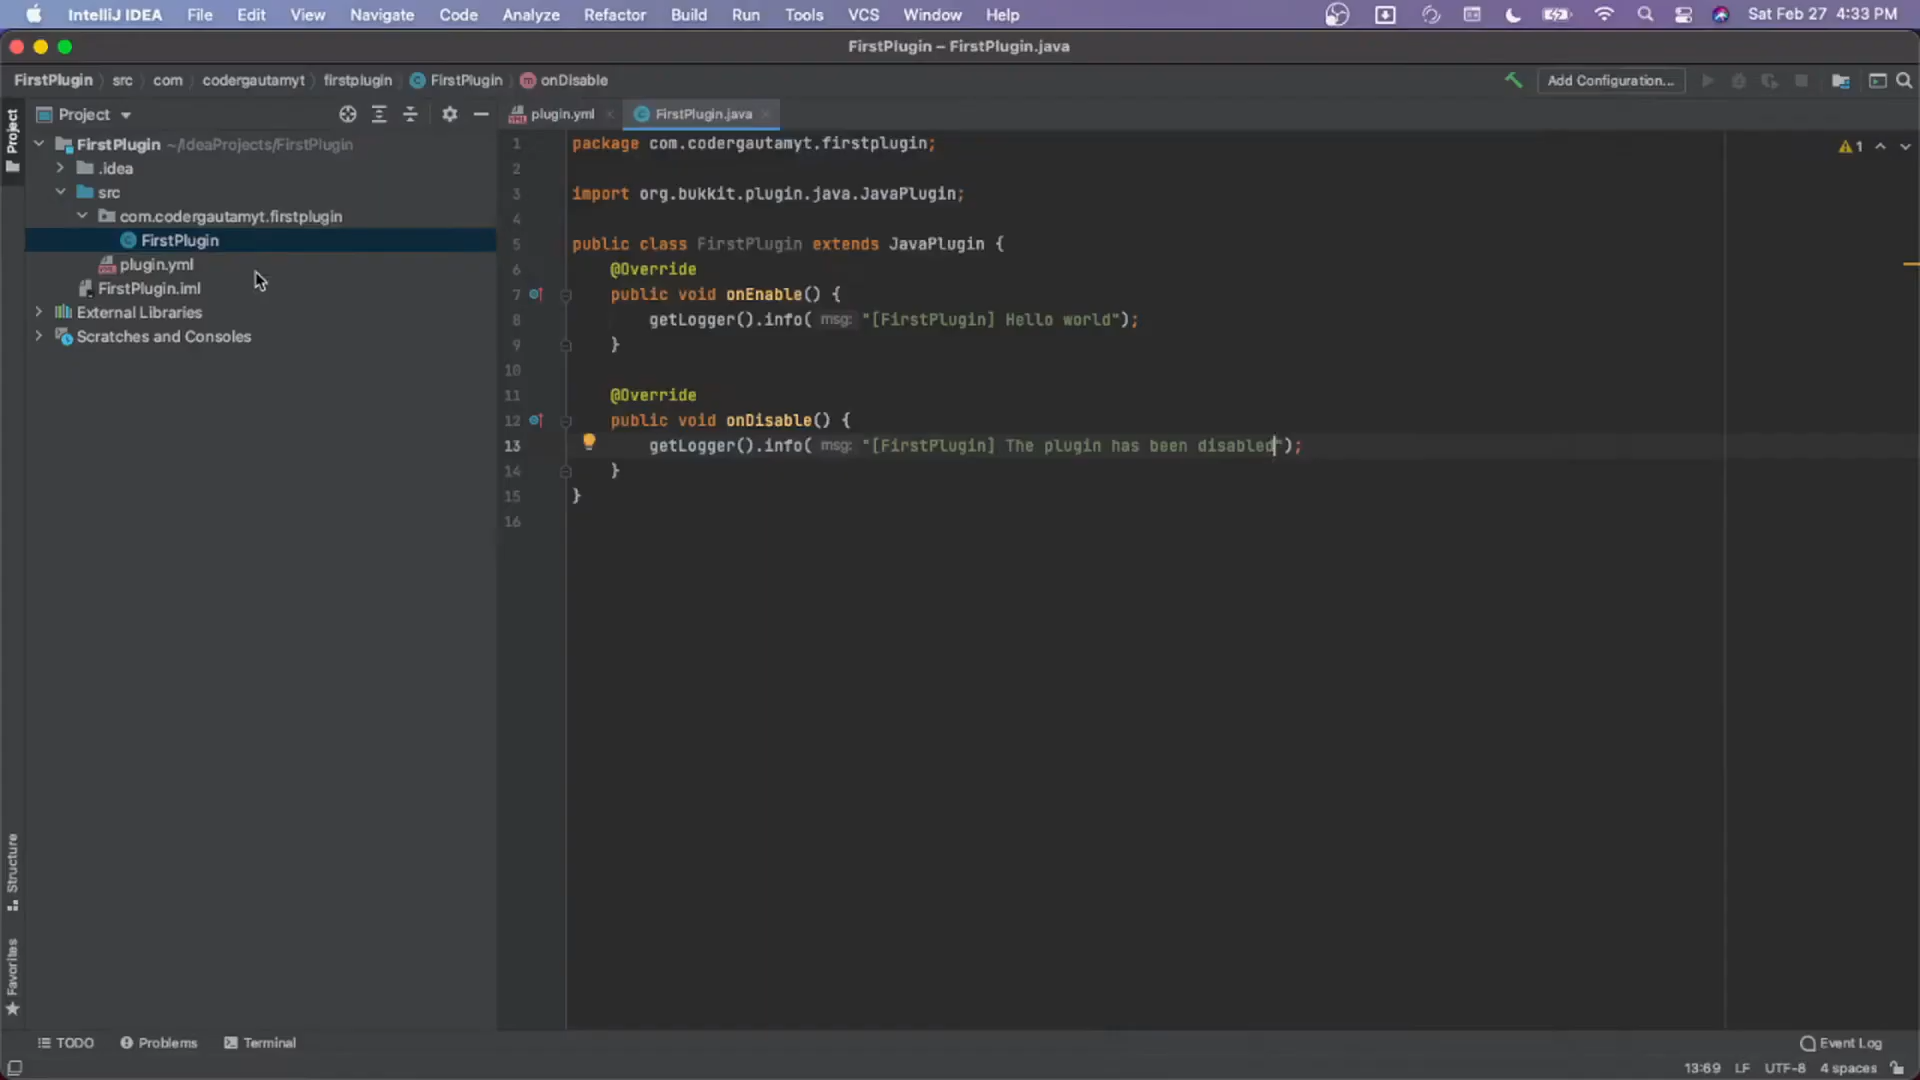 IntelliJ IDEA File Edit View Navigate Code Analyze Refactor Build Run Tools VCS Window Help Sat Feb 27 4:33 PM
FirstPlugin – FirstPlugin.java
FirstPlugin › src › com › codergautamyt › firstplugin › FirstPlugin › onDisable Add Configuration...
Project plugin.yml FirstPlugin.java
Project
FirstPlugin ~/IdeaProjects/FirstPlugin
.idea
src
com.codergautamyt.firstplugin
FirstPlugin
plugin.yml
FirstPlugin.iml
External Libraries
Scratches and Consoles
1 package com.codergautamyt.firstplugin;
2
3 import org.bukkit.plugin.java.JavaPlugin;
4
5 public class FirstPlugin extends JavaPlugin {
6 @Override
7 public void onEnable() {
8 getLogger().info( msg: "[FirstPlugin] Hello world");
9 }
10
11 @Override
12 public void onDisable() {
13 getLogger().info( msg: "[FirstPlugin] The plugin has been disabled");
14 }
15 }
16
1
Structure
Favorites
TODO Problems Terminal Event Log
13:69 LF UTF-8 4 spaces